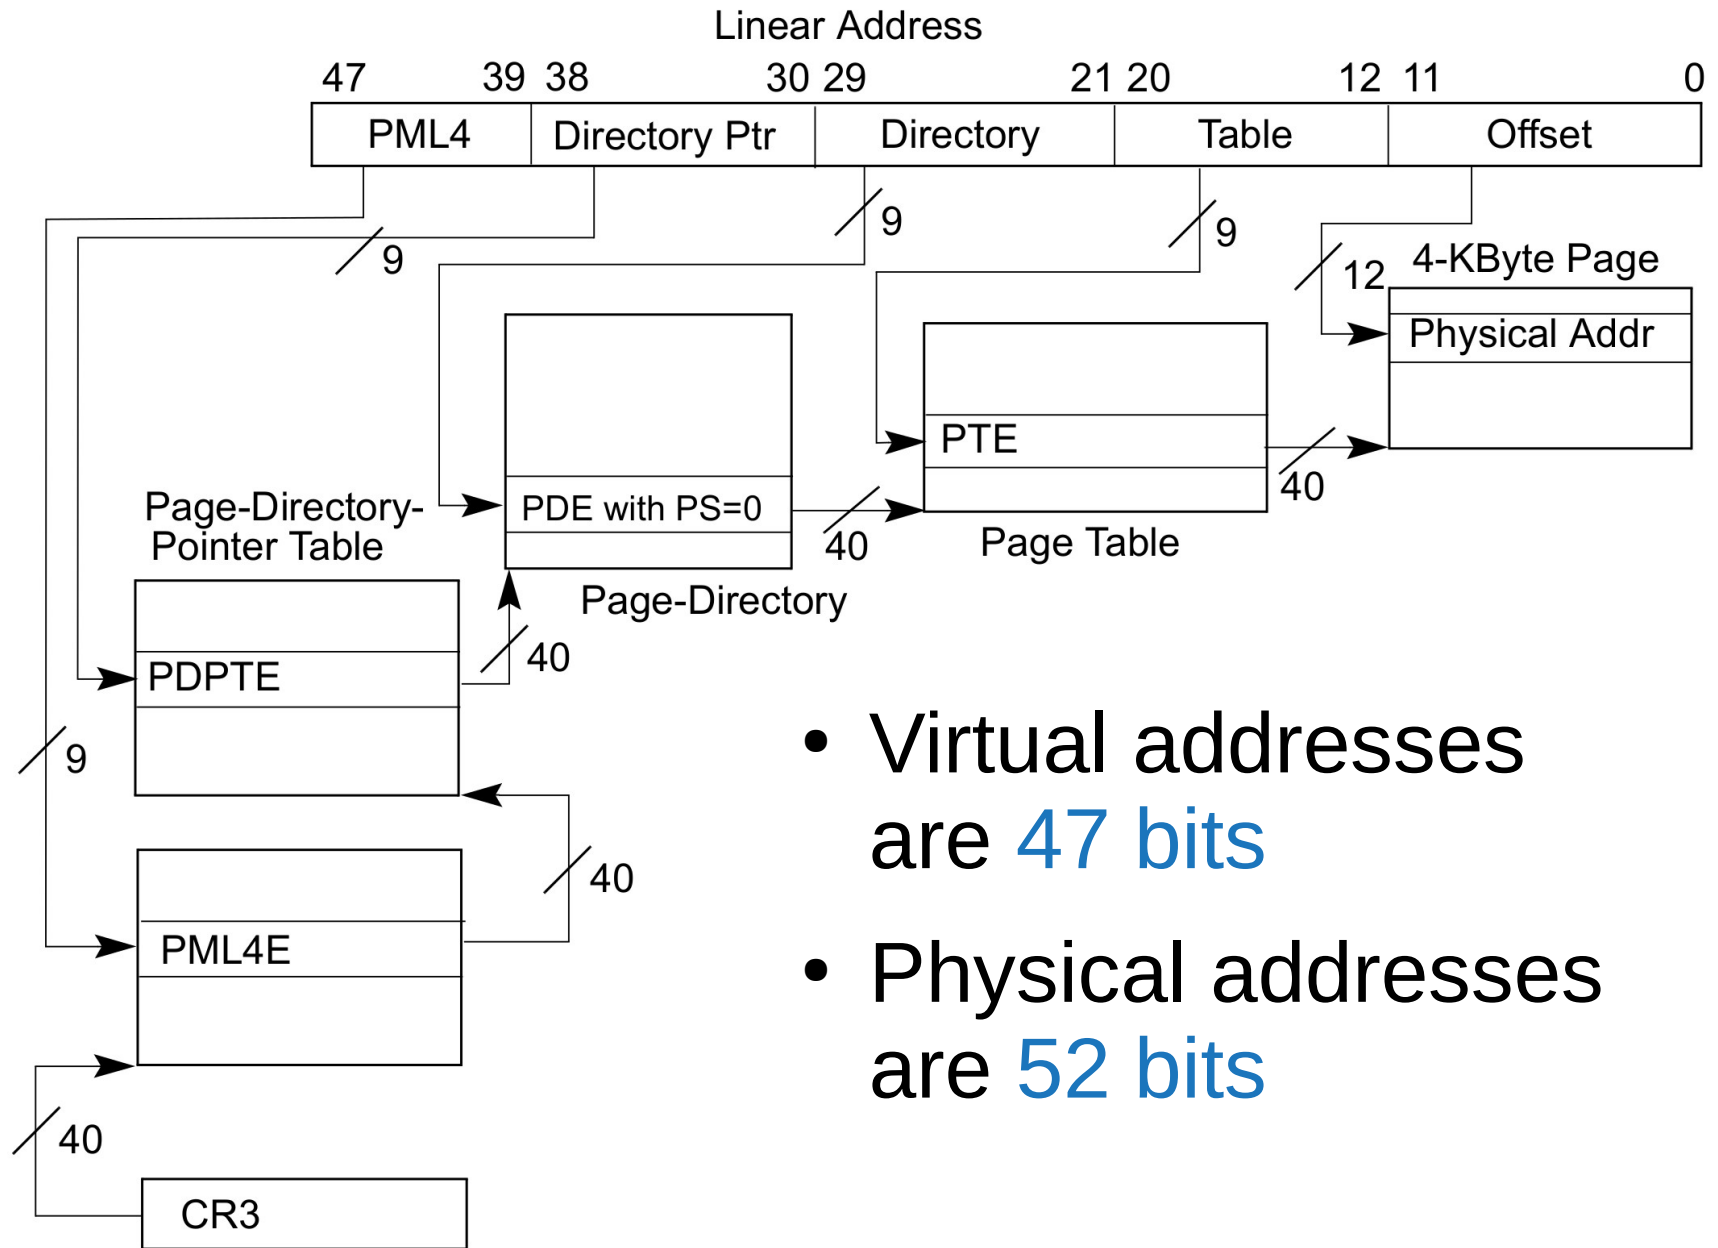 Linear Address
47 39 38 30 29 21 20 12 11 0
PML4 Directory Ptr Directory Table Offset
9
9
9
12
4-KByte Page
Physical Addr
PTE
40
Page Table
PDE with PS=0
40
Page-Directory
Page-Directory-
Pointer Table
PDPTE
40
9
40
PML4E
40
CR3
• Virtual addresses
are 47 bits
• Physical addresses
are 52 bits